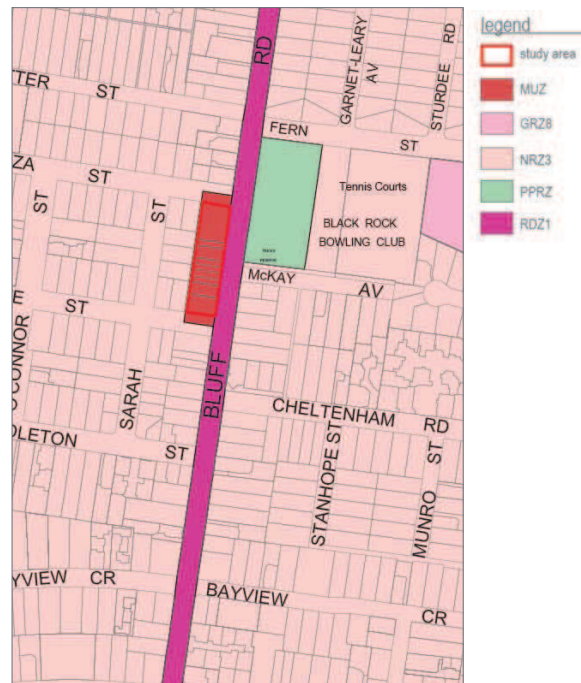 legend
study area
MUZ
GRZ8
NRZ3
PPRZ
RDZ1
RD
GARNET-LEARY
AV
STURDEE RD
TER ST
FERN ST
ZA ST
ST
ST
Tennis Courts
BLACK ROCK
BOWLING CLUB
McKAY AV
E ST
O'CONNOR
SARAH
BLUFF
CHELTENHAM RD
DLETON ST
STANHOPE ST
MUNRO ST
YVIEW CR
BAYVIEW CR